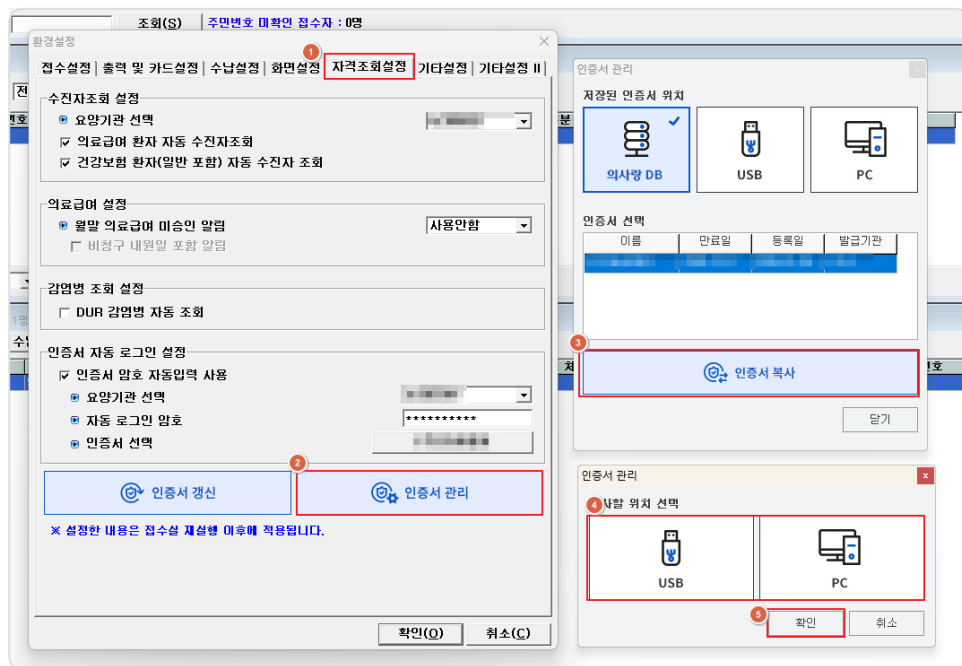 조회(S) 주민번호 미확인 접수자 : 0명
환경설정
1
접수설정 출력 및 카드설정 수납설정 화면설정 자격조회설정 기타설정 기타설정 II
전
번호
분
수진자조회 설정
요양기관 선택
의료급여 환자 자동 수진자조회
건강보험 환자(일반 포함) 자동 수진자 조회
의료급여 설정
월말 의료급여 미승인 알림 사용안함
비청구 내원일 포함 알림
감염병 조회 설정
DUR 감염병 자동 조회
1명
인증서 자동 로그인 설정
인증서 암호 자동입력 사용
요양기관 선택
자동 로그인 암호 **********
인증서 선택
2
인증서 갱신 인증서 관리
※ 설정한 내용은 접수실 재실행 이후에 적용됩니다.
확인(O) 취소(C)
인증서 관리 x
저장된 인증서 위치
의사랑 DB USB PC
인증서 선택
이름 만료일 등록일 발급기관
3
인증서 복사
닫기
인증서 관리 x
4 사할 위치 선택
USB PC
5
확인 취소